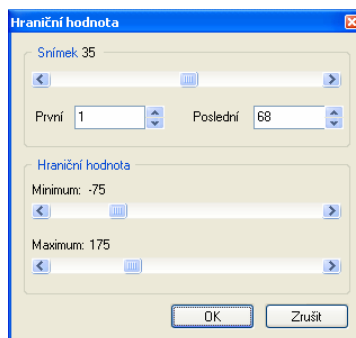 Hraniční hodnota
Snímek 35
První 1 Poslední 68
Hraniční hodnota
Minimum: -75
Maximum: 175
OK Zrušit